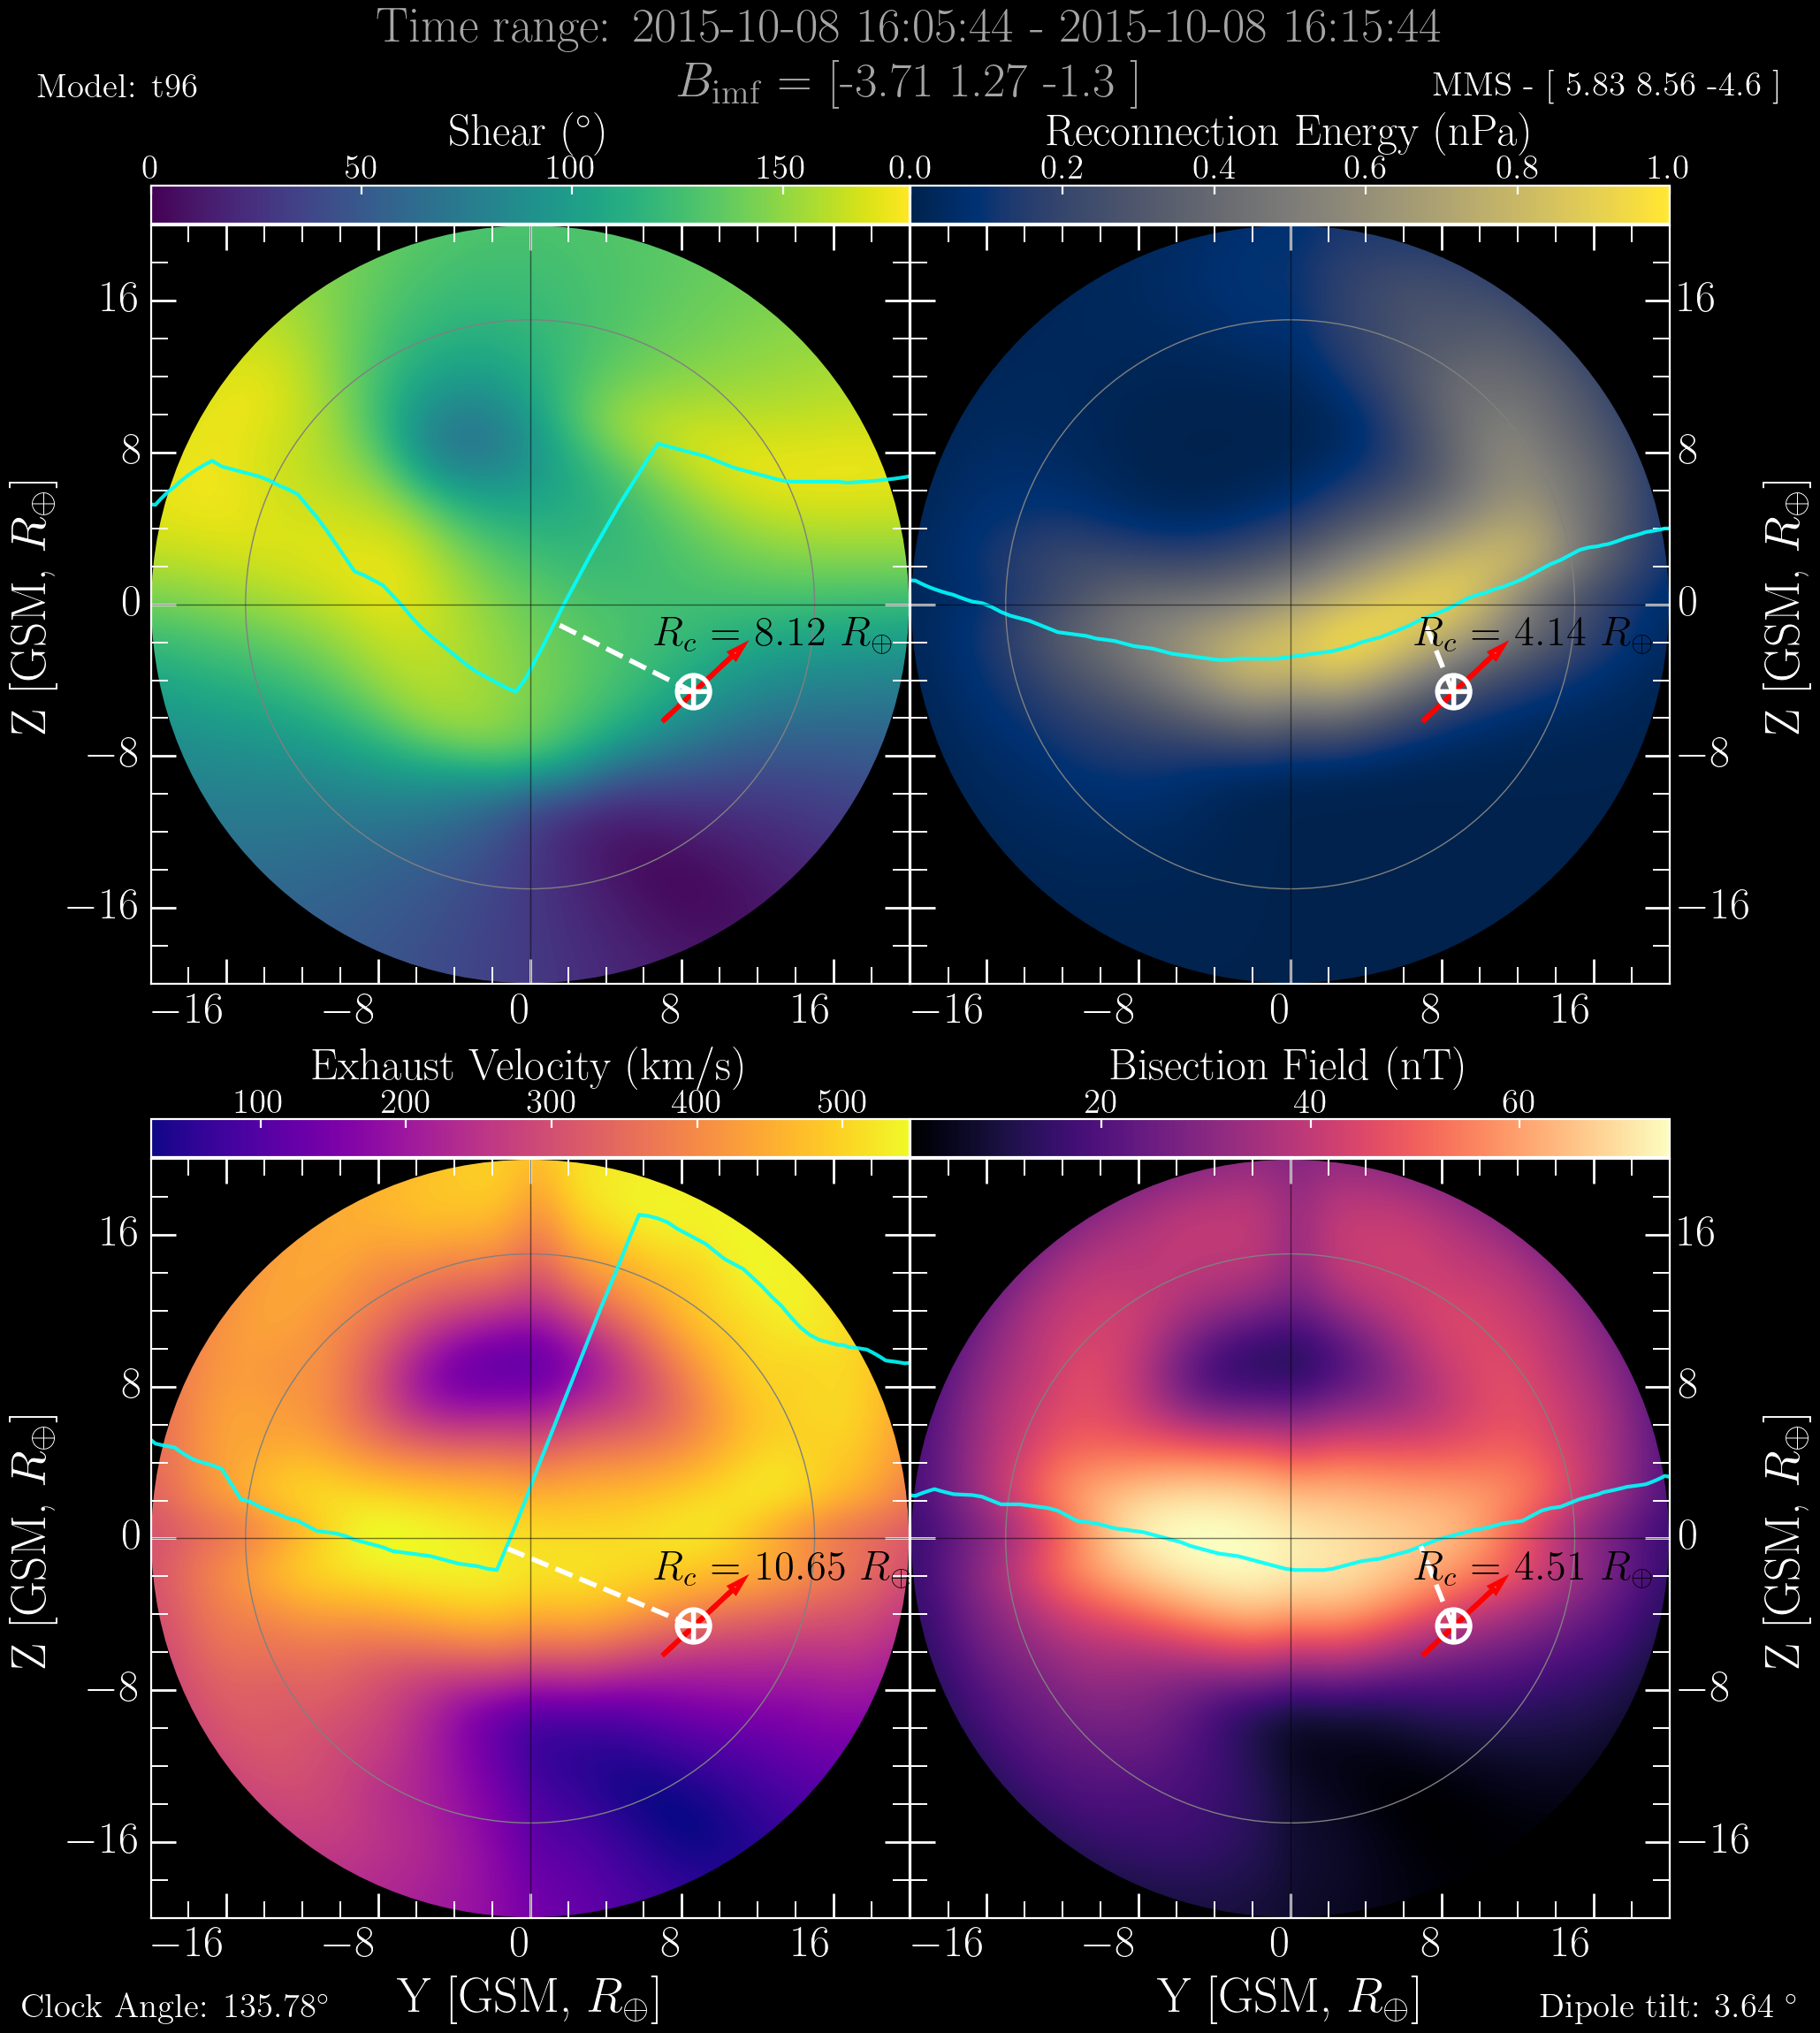 Time range: 2015-10-08 16:05:44 - 2015-10-08 16:15:44
Model: t96
B_imf = [-3.71 1.27 -1.3 ]
MMS - [ 5.83 8.56 -4.6 ]
Shear (°)
Reconnection Energy (nPa)
0 50 100 150
0.0 0.2 0.4 0.6 0.8 1.0
16
8
0
−8
−16
Z [GSM, R⊕]
R_c = 8.12 R⊕
R_c = 4.14 R⊕
16
8
0
−8
−16
Z [GSM, R⊕]
−16 −8 0 8 16
−16 −8 0 8 16
Exhaust Velocity (km/s)
Bisection Field (nT)
100 200 300 400 500
20 40 60
16
8
0
−8
−16
Z [GSM, R⊕]
R_c = 10.65 R⊕
R_c = 4.51 R⊕
16
8
0
−8
−16
Z [GSM, R⊕]
−16 −8 0 8 16
−16 −8 0 8 16
Y [GSM, R⊕]
Y [GSM, R⊕]
Clock Angle: 135.78°
Dipole tilt: 3.64 °